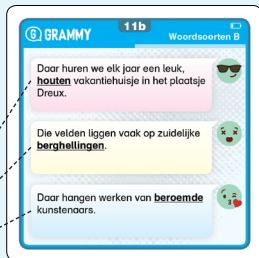 GRAMMY
11b
Woordsoorten B
Daar huren we elk jaar een leuk,
houten vakantiehuisje in het plaatsje
Dreux.
Die velden liggen vaak op zuidelijke
berghellingen.
Daar hangen werken van beroemde
kunstenaars.